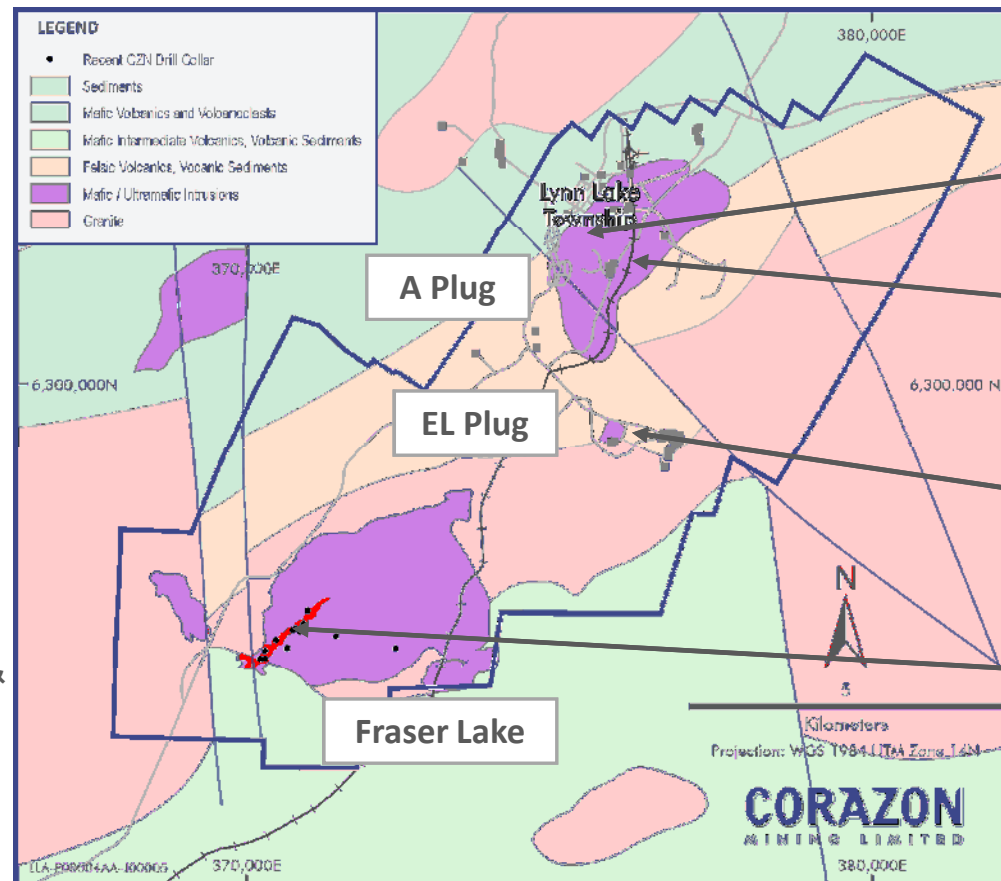 LEGEND
Recent CZN Drill Collar
Sediments
Mafic Volcanics and Volcanoclasts
Mafic Intermediate Volcanics, Volcanic Sediments
Felsic Volcanics, Vocanic Sediments
Mafic / Ultramafic Intrusions
Granite
380,000E
370,000E
Lynn Lake
Township
A Plug
6,300,000N
6,300,000 N
EL Plug
N
5
Kilometers
Projection: WGS 1984 UTM Zone 14N
Fraser Lake
CORAZON
MINING LIMITED
370,000E
380,000E